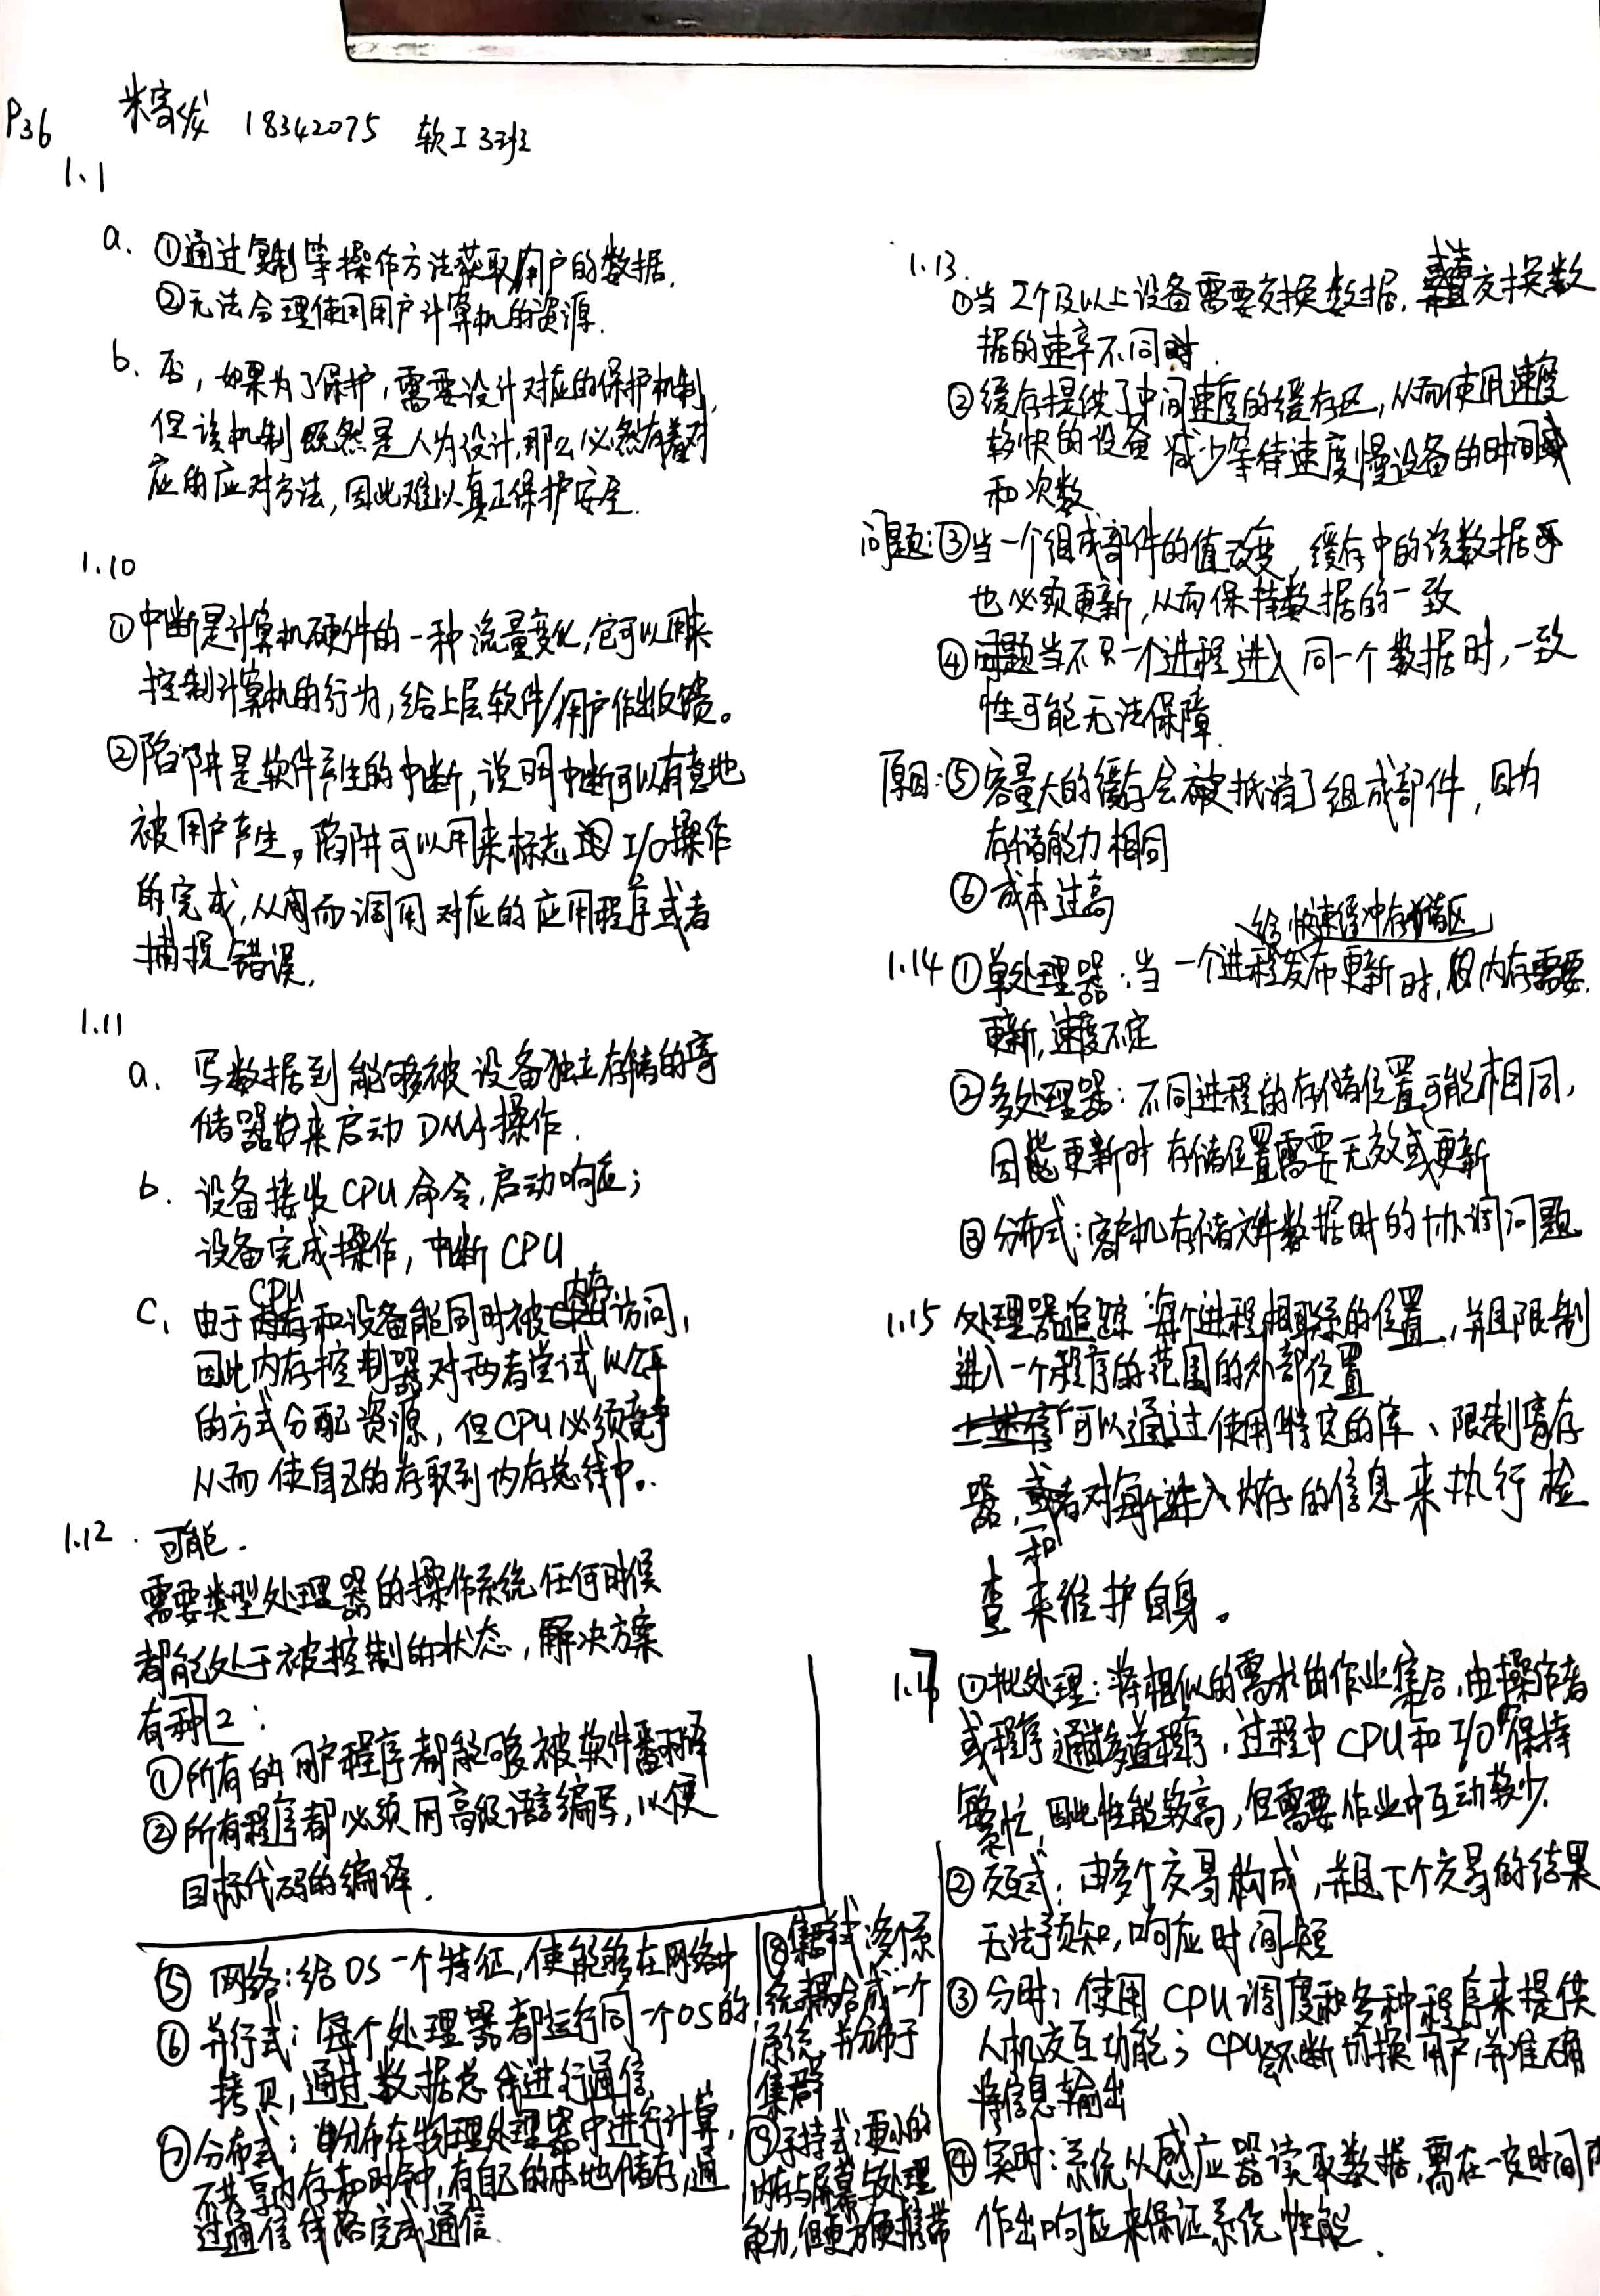 P36 米家俊 18342075 软工3班
1.1
a. ①通过复制等操作方法获取用户的数据.
②无法合理使用用户计算机的资源.
b. 否，如果为了保护，需要设计对应的保护机制,
但该机制既然是人为设计,那么必然有着对
应的应对方法，因此难以真正保护安全.
1.10
①中断是计算机硬件的一种流量变化,它可以用来
控制计算机的行为,给上层软件/用户作出反馈。
②陷阱是软件产生的中断,说明中断可以有意地
被用户产生。陷阱可以用来标志 I/O操作
的完成,从而调用对应的应用程序或者
捕捉错误.
1.11
a. 写数据到能够被设备独立存储的寄
储器来启动DMA操作.
b. 设备接收CPU命令,启动响应;
设备完成操作, 中断CPU
c. 由于CPU和设备能同时被内存访问,
因此内存控制器对两者尝试以公平
的方式分配资源, 但CPU必须竞争
从而使自己的存取到内存总线中。
1.12. 可能.
需要类型处理器的操作系统任何时候
都能处于被控制的状态, 解决方案
有种2:
①所有的用户程序都能够被软件翻译
②所有程序都必须用高级语言编写,以便
目标代码的编译.
⑤ 网络:给OS一个特征,使能够在网络中
⑥ 并行式: 每个处理器都运行同一个OS的
拷贝, 通过数据总线进行通信
⑦分布式: 分布在物理处理器中进行计算,
不共享内存和时钟,有自己的本地储存,通
过通信线路完成通信
⑧集群式:多个系
统耦合成一个
系统,并分布于
集群
⑨手持式:更小的
内存与屏幕与处理
能力,但更方便携带
1.13.
①当2个及以上设备需要交换数据, 并且交换数
据的速率不同时.
②缓存提供了中间速度的缓存区,从而使用速度
较快的设备减少等待速度慢设备的时间
和次数.
问题:③当一个组成部件的值改变, 缓存中的该数据
也必须更新,从而保持数据的一致
④当不只一个进程进入同一个数据时,一致
性可能无法保障.
原因:⑤容量大的缓存会被抵消了组成部件,因为
存储能力相同
⑥成本过高
1.14 ①单处理器:当一个进程发布更新给快速缓冲存储区时,仅内存需要
更新,速度不定
②多处理器:不同进程的存储位置可能相同,
因此更新时存储位置需要无效或更新
③分布式:客户机存储文件数据时的协调问题
1.15 处理器追踪每个进程相联系的位置,并且限制
进入一个程序的范围的外部位置
可以通过使用特定的库、限制寄存
器,和对每个进入内存的信息来执行检
查来维护自身。
1.17 ①批处理:将相似的需求的作业集合,由操作者
或程序通过多道程序,过程中CPU和I/O保持
繁忙,因此性能较高,但需要作业中互动较少.
②交互式:由多个交易构成,并且下个交易的结果
无法预知,响应时间短
③分时:使用CPU调度和多种程序来提供
人机交互功能;CPU会不断切换用户,并准确
将信息输出
④实时:系统从感应器读取数据,需在一定时间内
作出响应来保证系统性能.